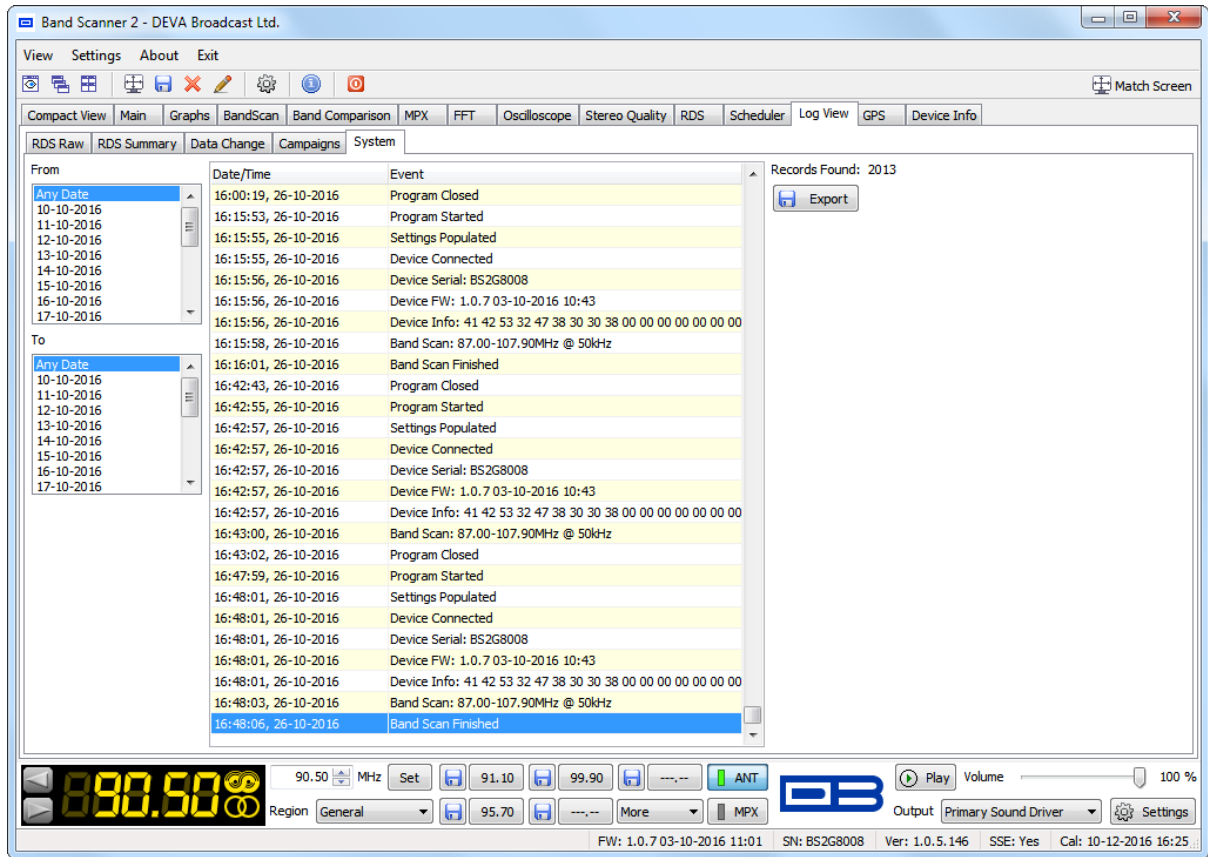 Band Scanner 2 - DEVA Broadcast Ltd.
View Settings About Exit
Match Screen
Compact View Main Graphs BandScan Band Comparison MPX FFT Oscilloscope Stereo Quality RDS Scheduler Log View GPS Device Info
RDS Raw RDS Summary Data Change Campaigns System
From
Any Date
10-10-2016
11-10-2016
12-10-2016
13-10-2016
14-10-2016
15-10-2016
16-10-2016
17-10-2016
To
Any Date
10-10-2016
11-10-2016
12-10-2016
13-10-2016
14-10-2016
15-10-2016
16-10-2016
17-10-2016
Date/Time Event
16:00:19, 26-10-2016 Program Closed
16:15:53, 26-10-2016 Program Started
16:15:55, 26-10-2016 Settings Populated
16:15:55, 26-10-2016 Device Connected
16:15:56, 26-10-2016 Device Serial: BS2G8008
16:15:56, 26-10-2016 Device FW: 1.0.7 03-10-2016 10:43
16:15:56, 26-10-2016 Device Info: 41 42 53 32 47 38 30 30 38 00 00 00 00 00 00 00
16:15:58, 26-10-2016 Band Scan: 87.00-107.90MHz @ 50kHz
16:16:01, 26-10-2016 Band Scan Finished
16:42:43, 26-10-2016 Program Closed
16:42:55, 26-10-2016 Program Started
16:42:57, 26-10-2016 Settings Populated
16:42:57, 26-10-2016 Device Connected
16:42:57, 26-10-2016 Device Serial: BS2G8008
16:42:57, 26-10-2016 Device FW: 1.0.7 03-10-2016 10:43
16:42:57, 26-10-2016 Device Info: 41 42 53 32 47 38 30 30 38 00 00 00 00 00 00 00
16:43:00, 26-10-2016 Band Scan: 87.00-107.90MHz @ 50kHz
16:43:02, 26-10-2016 Program Closed
16:47:59, 26-10-2016 Program Started
16:48:01, 26-10-2016 Settings Populated
16:48:01, 26-10-2016 Device Connected
16:48:01, 26-10-2016 Device Serial: BS2G8008
16:48:01, 26-10-2016 Device FW: 1.0.7 03-10-2016 10:43
16:48:01, 26-10-2016 Device Info: 41 42 53 32 47 38 30 30 38 00 00 00 00 00 00 00
16:48:03, 26-10-2016 Band Scan: 87.00-107.90MHz @ 50kHz
16:48:06, 26-10-2016 Band Scan Finished
Records Found: 2013
Export
90.50
90.50 MHz Set 91.10 99.90 ---.-- ANT
Region General 95.70 ---.-- More MPX
DB
Play Volume 100 %
Output Primary Sound Driver Settings
FW: 1.0.7 03-10-2016 11:01 SN: BS2G8008 Ver: 1.0.5.146 SSE: Yes Cal: 10-12-2016 16:25